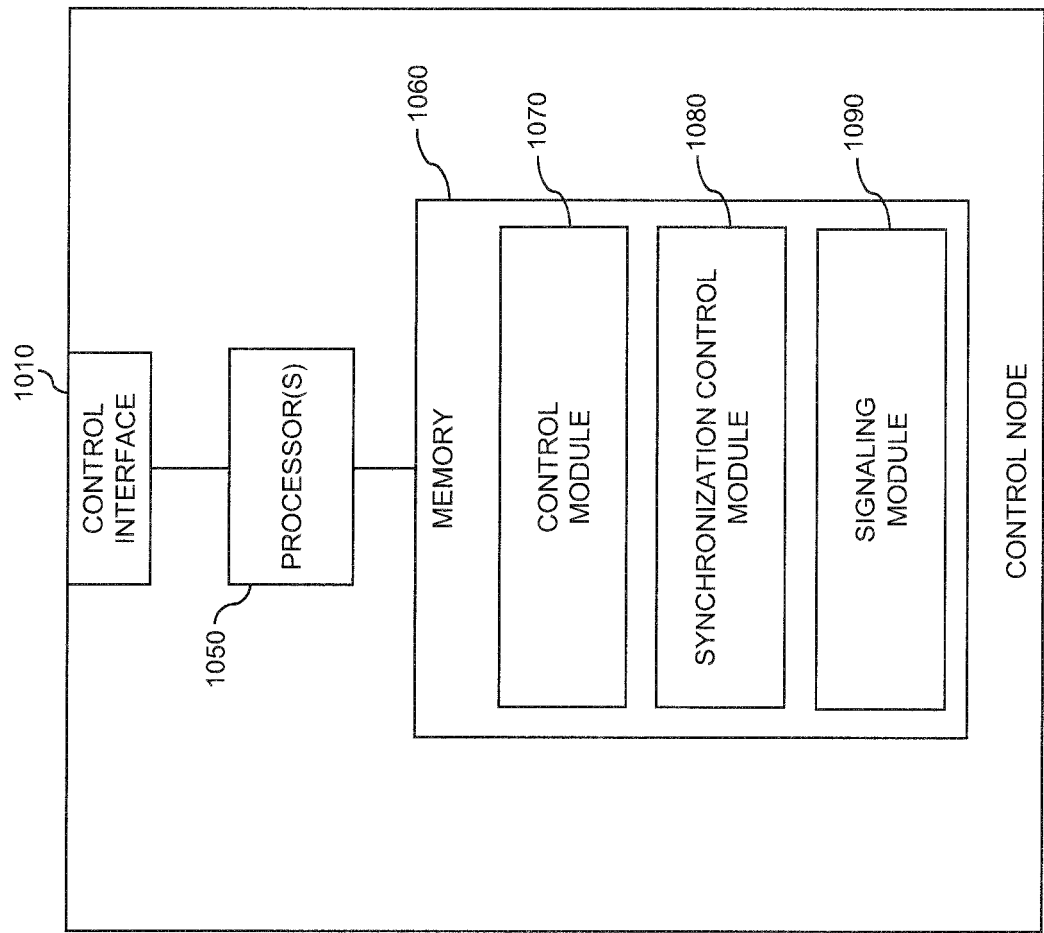 1010
CONTROL
INTERFACE
PROCESSOR(S)
1050
MEMORY
1060
CONTROL
MODULE
1070
SYNCHRONIZATION CONTROL
MODULE
1080
SIGNALING
MODULE
1090
CONTROL NODE